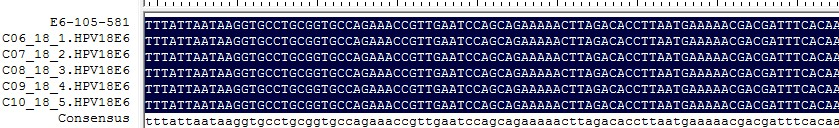 E6-105-581 TTTATTAATAAGGTGCCTGCGGTGCCAGAAACCGTTGAATCCAGCAGAAAAACTTAGACACCTTAATGAAAAACGACGATTTCACAA
C06_18_1.HPV18E6 TTTATTAATAAGGTGCCTGCGGTGCCAGAAACCGTTGAATCCAGCAGAAAAACTTAGACACCTTAATGAAAAACGACGATTTCACAA
C07_18_2.HPV18E6 TTTATTAATAAGGTGCCTGCGGTGCCAGAAACCGTTGAATCCAGCAGAAAAACTTAGACACCTTAATGAAAAACGACGATTTCACAA
C08_18_3.HPV18E6 TTTATTAATAAGGTGCCTGCGGTGCCAGAAACCGTTGAATCCAGCAGAAAAACTTAGACACCTTAATGAAAAACGACGATTTCACAA
C09_18_4.HPV18E6 TTTATTAATAAGGTGCCTGCGGTGCCAGAAACCGTTGAATCCAGCAGAAAAACTTAGACACCTTAATGAAAAACGACGATTTCACAA
C10_18_5.HPV18E6 TTTATTAATAAGGTGCCTGCGGTGCCAGAAACCGTTGAATCCAGCAGAAAAACTTAGACACCTTAATGAAAAACGACGATTTCACAA
Consensus tttattaataaggtgcctgcggtgccagaaaccgttgaatccagcagaaaaacttagacaccttaatgaaaaacgacgatttcacaa